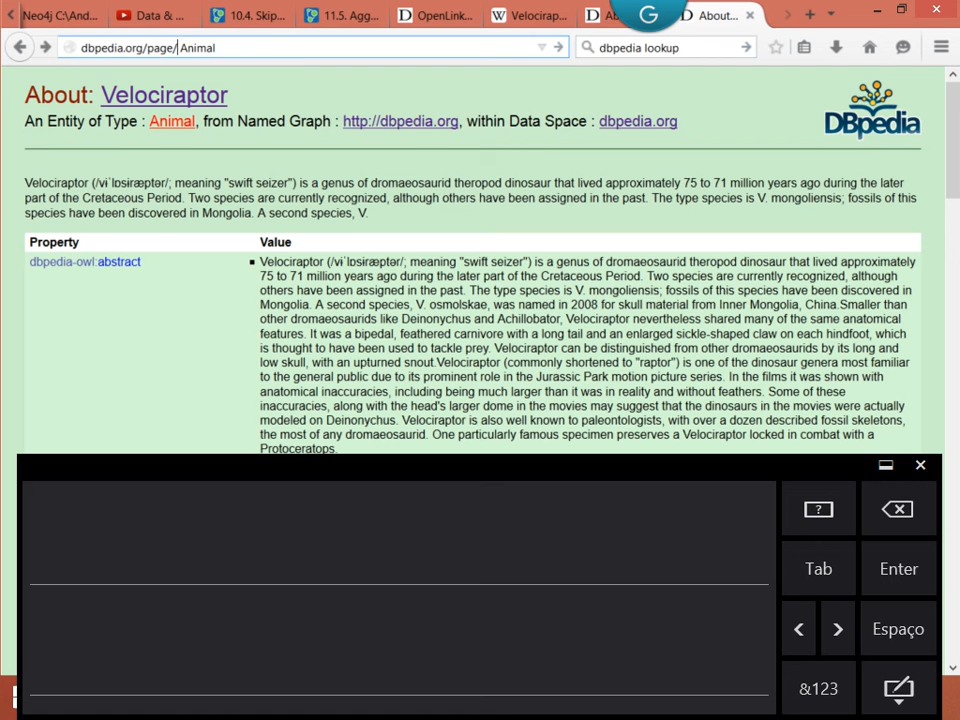 Neo4j C:\And...
Data & ...
10.4. Skip...
11.5. Agg...
OpenLink...
Velocirap...
G
About...
dbpedia.org/page/Animal
dbpedia lookup
About: Velociraptor
An Entity of Type : Animal, from Named Graph : http://dbpedia.org, within Data Space : dbpedia.org
DBpedia
Velociraptor (/vɨˈlɒsɨræptər/; meaning "swift seizer") is a genus of dromaeosaurid theropod dinosaur that lived approximately 75 to 71 million years ago during the later
part of the Cretaceous Period. Two species are currently recognized, although others have been assigned in the past. The type species is V. mongoliensis; fossils of this
species have been discovered in Mongolia. A second species, V.
Property Value
dbpedia-owl:abstract
Velociraptor (/vɨˈlɒsɨræptər/; meaning "swift seizer") is a genus of dromaeosaurid theropod dinosaur that lived approximately
75 to 71 million years ago during the later part of the Cretaceous Period. Two species are currently recognized, although
others have been assigned in the past. The type species is V. mongoliensis; fossils of this species have been discovered in
Mongolia. A second species, V. osmolskae, was named in 2008 for skull material from Inner Mongolia, China.Smaller than
other dromaeosaurids like Deinonychus and Achillobator, Velociraptor nevertheless shared many of the same anatomical
features. It was a bipedal, feathered carnivore with a long tail and an enlarged sickle-shaped claw on each hindfoot, which
is thought to have been used to tackle prey. Velociraptor can be distinguished from other dromaeosaurids by its long and
low skull, with an upturned snout.Velociraptor (commonly shortened to "raptor") is one of the dinosaur genera most familiar
to the general public due to its prominent role in the Jurassic Park motion picture series. In the films it was shown with
anatomical inaccuracies, including being much larger than it was in reality and without feathers. Some of these
inaccuracies, along with the head's larger dome in the movies may suggest that the dinosaurs in the movies were actually
modeled on Deinonychus. Velociraptor is also well known to paleontologists, with over a dozen described fossil skeletons,
the most of any dromaeosaurid. One particularly famous specimen preserves a Velociraptor locked in combat with a
Protoceratops.
?
Tab
Enter
Espaço
&123